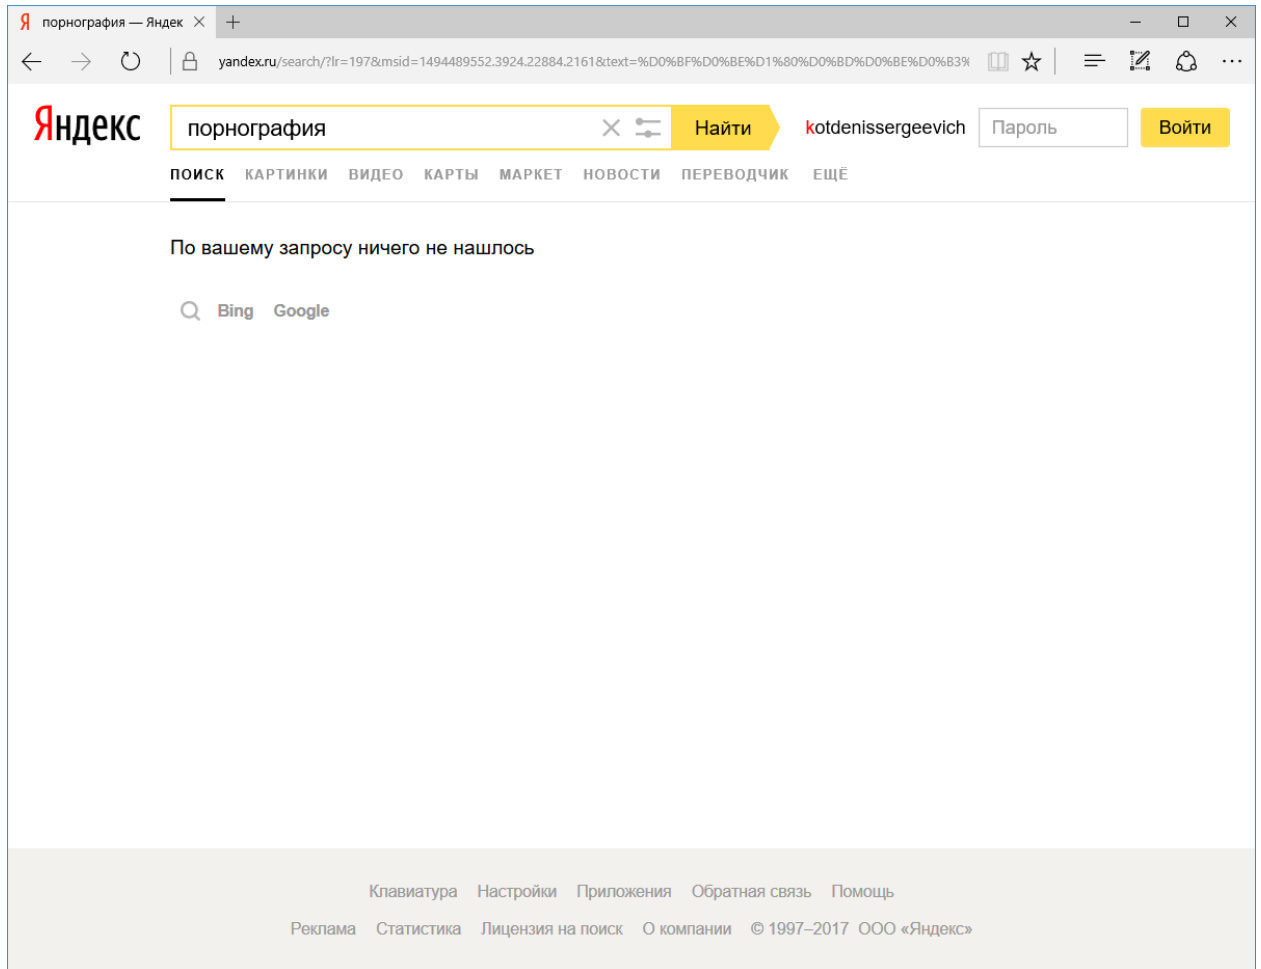 Я порнография — Яндек
yandex.ru/search/?lr=197&msid=1494489552.3924.22884.2161&text=%D0%BF%D0%BE%D1%80%D0%BD%D0%BE%D0%B3%
Яндекс порнография Найти kotdenissergeevich Пароль Войти
ПОИСК КАРТИНКИ ВИДЕО КАРТЫ МАРКЕТ НОВОСТИ ПЕРЕВОДЧИК ЕЩЁ
По вашему запросу ничего не нашлось
Bing Google
Клавиатура Настройки Приложения Обратная связь Помощь
Реклама Статистика Лицензия на поиск О компании © 1997–2017 ООО «Яндекс»